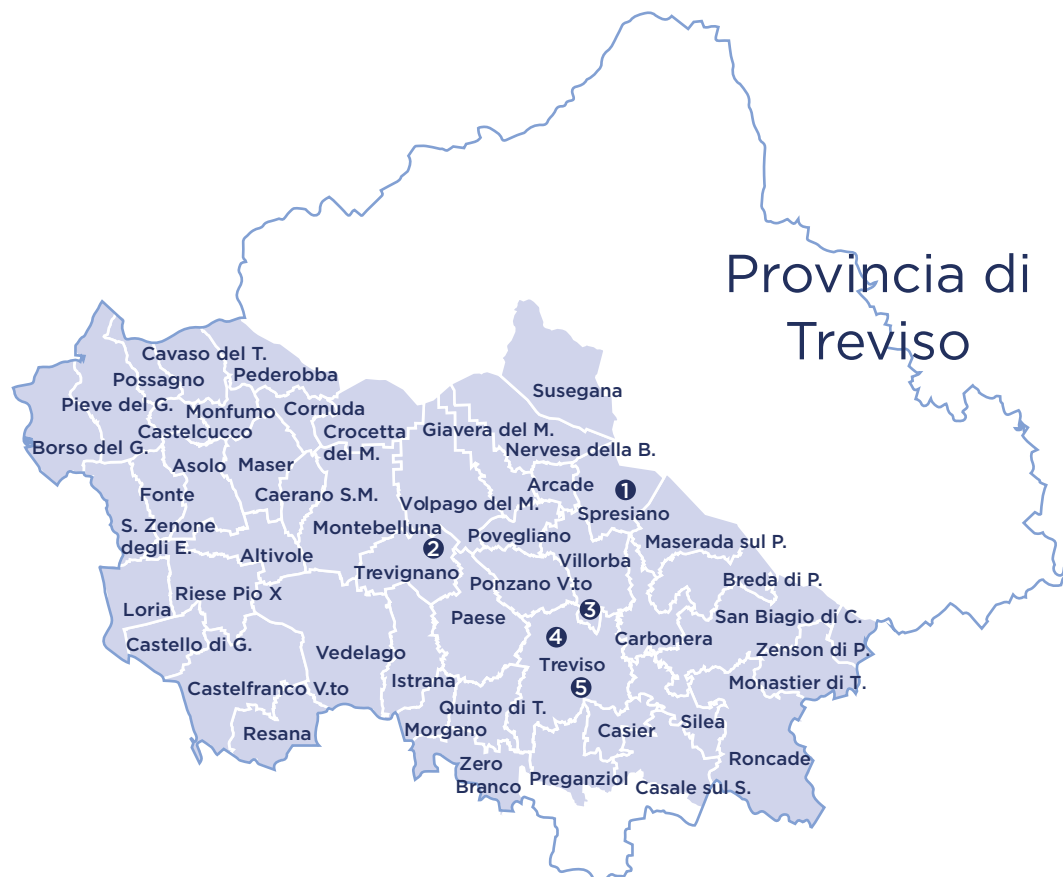 Provincia di
Treviso
Cavaso del T.
Possagno
Pederobba
Pieve del G.
Monfumo
Cornuda
Susegana
Castelcucco
Crocetta
del M.
Giavera del M.
Borso del G.
Nervesa della B.
Asolo
Maser
Fonte
Caerano S.M.
Arcade
1
Volpago del M.
Spresiano
S. Zenone
degli E.
Montebelluna
Povegliano
Maserada sul P.
Altivole
2
Villorba
Trevignano
Ponzano V.to
Breda di P.
Riese Pio X
Loria
3
Paese
San Biagio di C.
Castello di G.
4
Carbonera
Vedelago
Treviso
Zenson di P.
Istrana
5
Monastier di T.
Castelfranco V.to
Quinto di T.
Resana
Morgano
Casier
Silea
Zero
Branco
Roncade
Preganziol
Casale sul S.